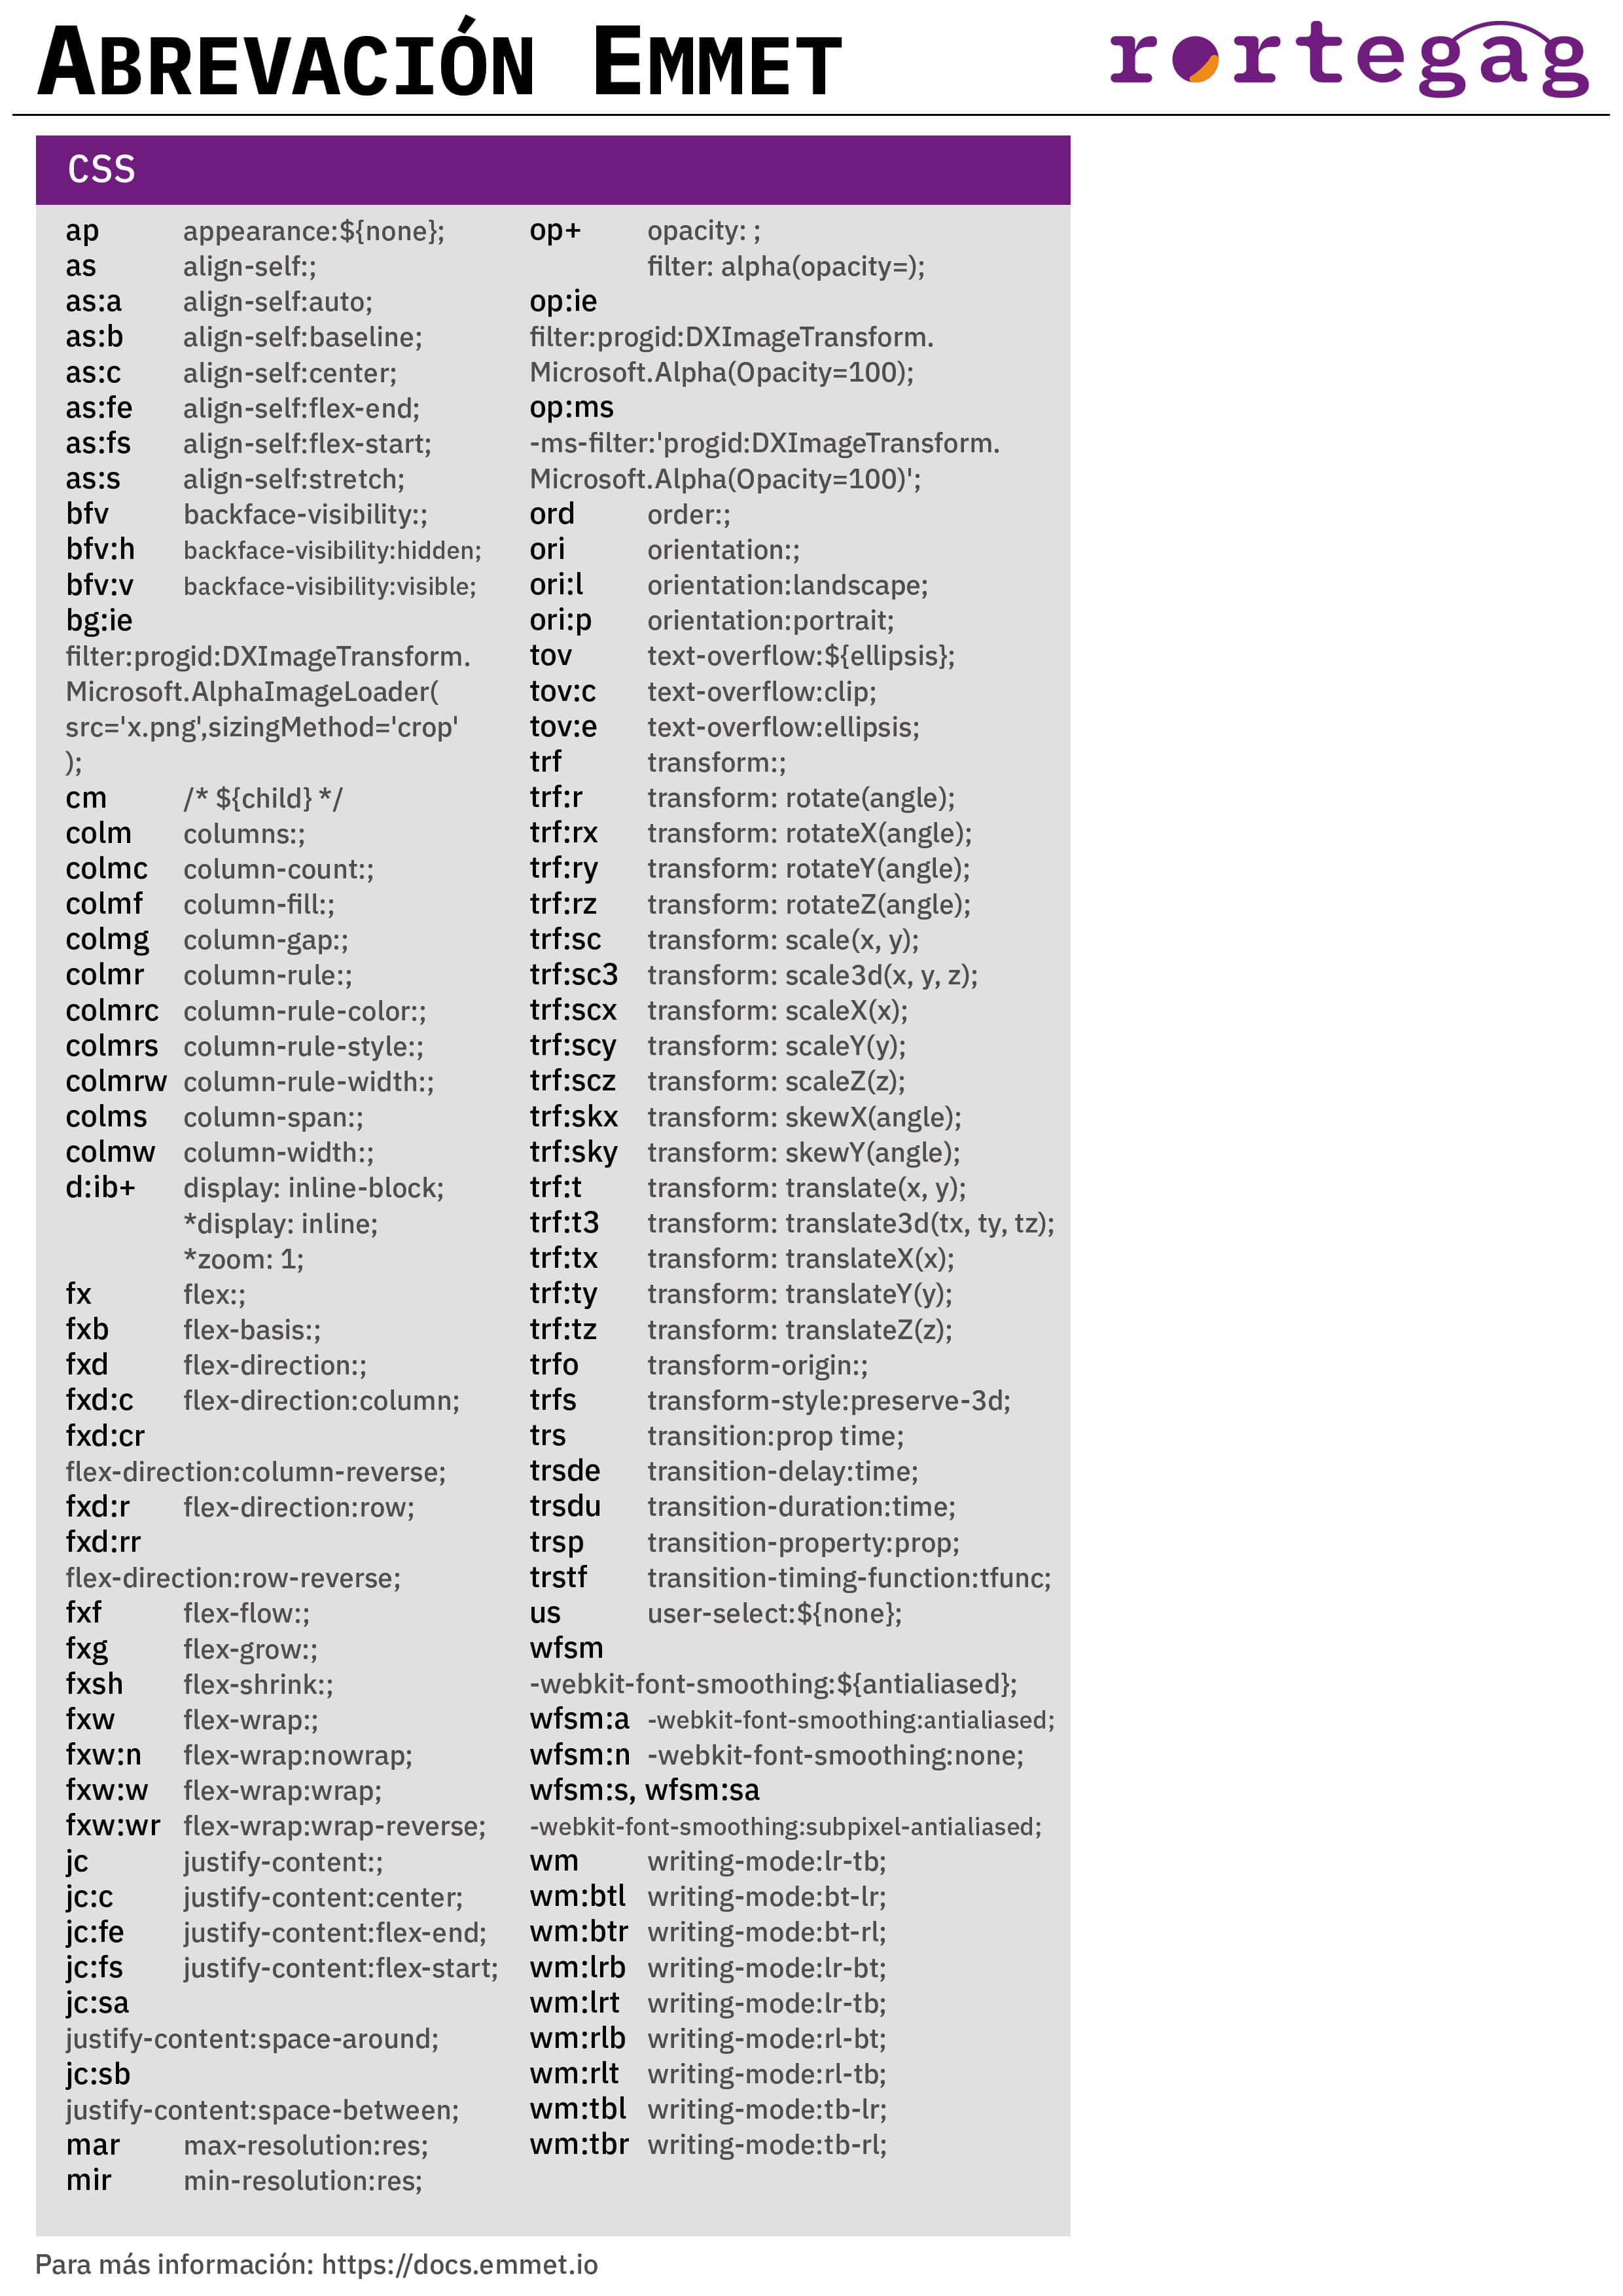 ABREVACIÓN EMMET
rortegag
CSS
ap appearance:${none};
as align-self:;
as:a align-self:auto;
as:b align-self:baseline;
as:c align-self:center;
as:fe align-self:flex-end;
as:fs align-self:flex-start;
as:s align-self:stretch;
bfv backface-visibility:;
bfv:h backface-visibility:hidden;
bfv:v backface-visibility:visible;
bg:ie
filter:progid:DXImageTransform.
Microsoft.AlphaImageLoader(
src='x.png',sizingMethod='crop'
);
cm /* ${child} */
colm columns:;
colmc column-count:;
colmf column-fill:;
colmg column-gap:;
colmr column-rule:;
colmrc column-rule-color:;
colmrs column-rule-style:;
colmrw column-rule-width:;
colms column-span:;
colmw column-width:;
d:ib+ display: inline-block;
*display: inline;
*zoom: 1;
fx flex:;
fxb flex-basis:;
fxd flex-direction:;
fxd:c flex-direction:column;
fxd:cr
flex-direction:column-reverse;
fxd:r flex-direction:row;
fxd:rr
flex-direction:row-reverse;
fxf flex-flow:;
fxg flex-grow:;
fxsh flex-shrink:;
fxw flex-wrap:;
fxw:n flex-wrap:nowrap;
fxw:w flex-wrap:wrap;
fxw:wr flex-wrap:wrap-reverse;
jc justify-content:;
jc:c justify-content:center;
jc:fe justify-content:flex-end;
jc:fs justify-content:flex-start;
jc:sa
justify-content:space-around;
jc:sb
justify-content:space-between;
mar max-resolution:res;
mir min-resolution:res;
op+ opacity: ;
filter: alpha(opacity=);
op:ie
filter:progid:DXImageTransform.
Microsoft.Alpha(Opacity=100);
op:ms
-ms-filter:'progid:DXImageTransform.
Microsoft.Alpha(Opacity=100)';
ord order:;
ori orientation:;
ori:l orientation:landscape;
ori:p orientation:portrait;
tov text-overflow:${ellipsis};
tov:c text-overflow:clip;
tov:e text-overflow:ellipsis;
trf transform:;
trf:r transform: rotate(angle);
trf:rx transform: rotateX(angle);
trf:ry transform: rotateY(angle);
trf:rz transform: rotateZ(angle);
trf:sc transform: scale(x, y);
trf:sc3 transform: scale3d(x, y, z);
trf:scx transform: scaleX(x);
trf:scy transform: scaleY(y);
trf:scz transform: scaleZ(z);
trf:skx transform: skewX(angle);
trf:sky transform: skewY(angle);
trf:t transform: translate(x, y);
trf:t3 transform: translate3d(tx, ty, tz);
trf:tx transform: translateX(x);
trf:ty transform: translateY(y);
trf:tz transform: translateZ(z);
trfo transform-origin:;
trfs transform-style:preserve-3d;
trs transition:prop time;
trsde transition-delay:time;
trsdu transition-duration:time;
trsp transition-property:prop;
trstf transition-timing-function:tfunc;
us user-select:${none};
wfsm
-webkit-font-smoothing:${antialiased};
wfsm:a -webkit-font-smoothing:antialiased;
wfsm:n -webkit-font-smoothing:none;
wfsm:s, wfsm:sa
-webkit-font-smoothing:subpixel-antialiased;
wm writing-mode:lr-tb;
wm:btl writing-mode:bt-lr;
wm:btr writing-mode:bt-rl;
wm:lrb writing-mode:lr-bt;
wm:lrt writing-mode:lr-tb;
wm:rlb writing-mode:rl-bt;
wm:rlt writing-mode:rl-tb;
wm:tbl writing-mode:tb-lr;
wm:tbr writing-mode:tb-rl;
Para más información: https://docs.emmet.io